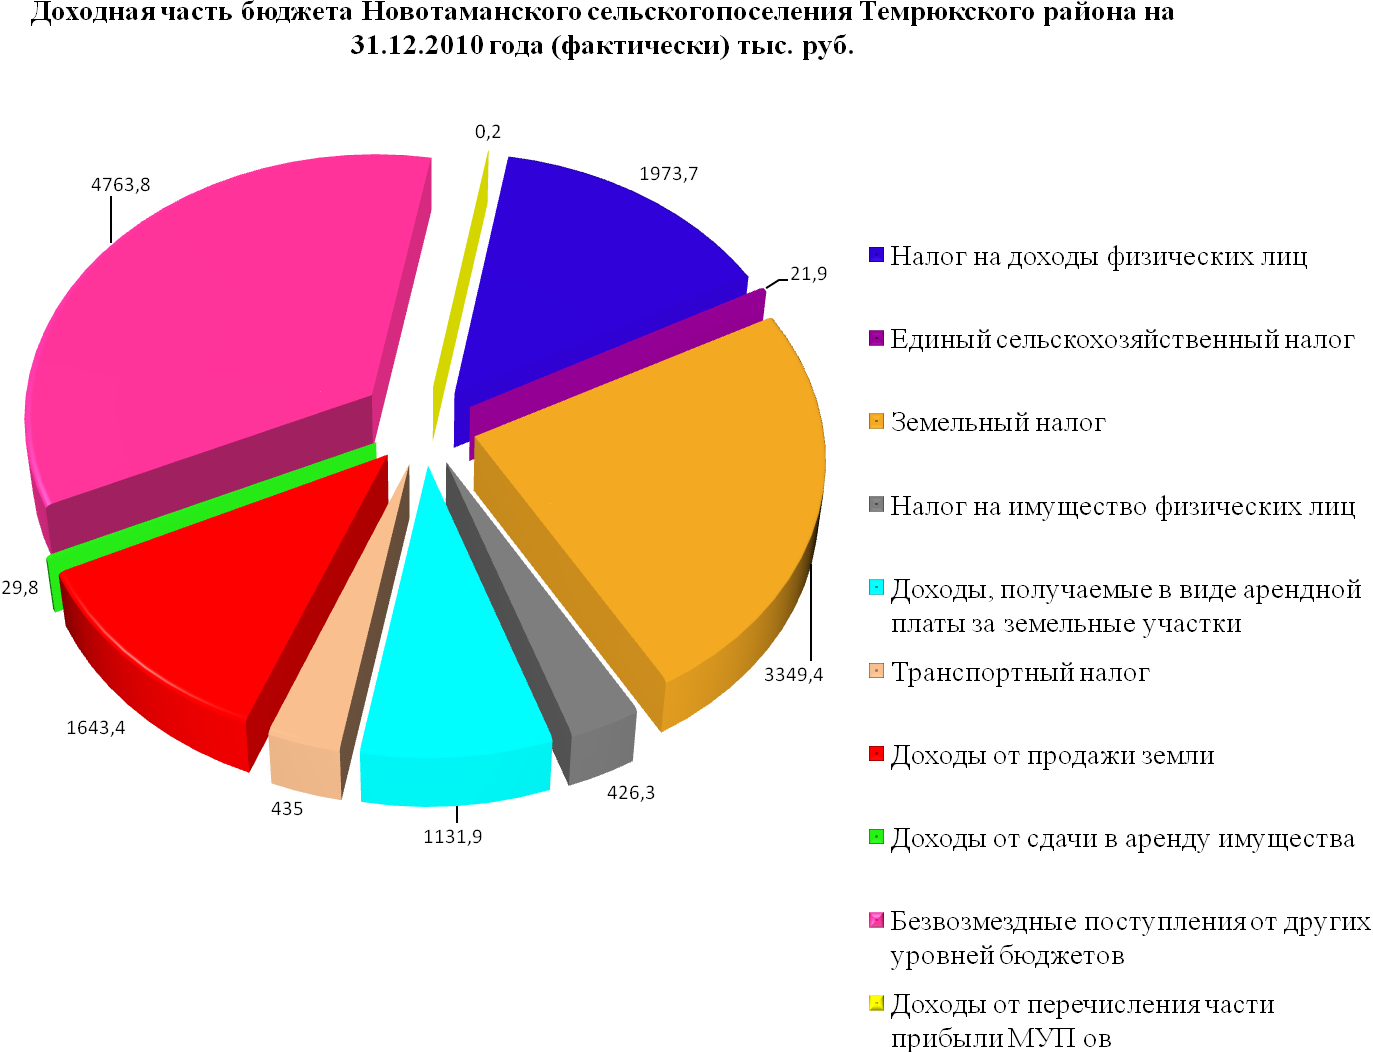 Доходная часть бюджета Новотаманского сельскогопоселения Темрюкского района на
31.12.2010 года (фактически) тыс. руб.
0,2
1973,7
4763,8
21,9
29,8
3349,4
1643,4
426,3
435
1131,9
Налог на доходы физических лиц
Единый сельскохозяйственный налог
Земельный налог
Налог на имущество физических лиц
Доходы, получаемые в виде арендной
платы за земельные участки
Транспортный налог
Доходы от продажи земли
Доходы от сдачи в аренду имущества
Безвозмездные поступления от других
уровней бюджетов
Доходы от перечисления части
прибыли МУП ов